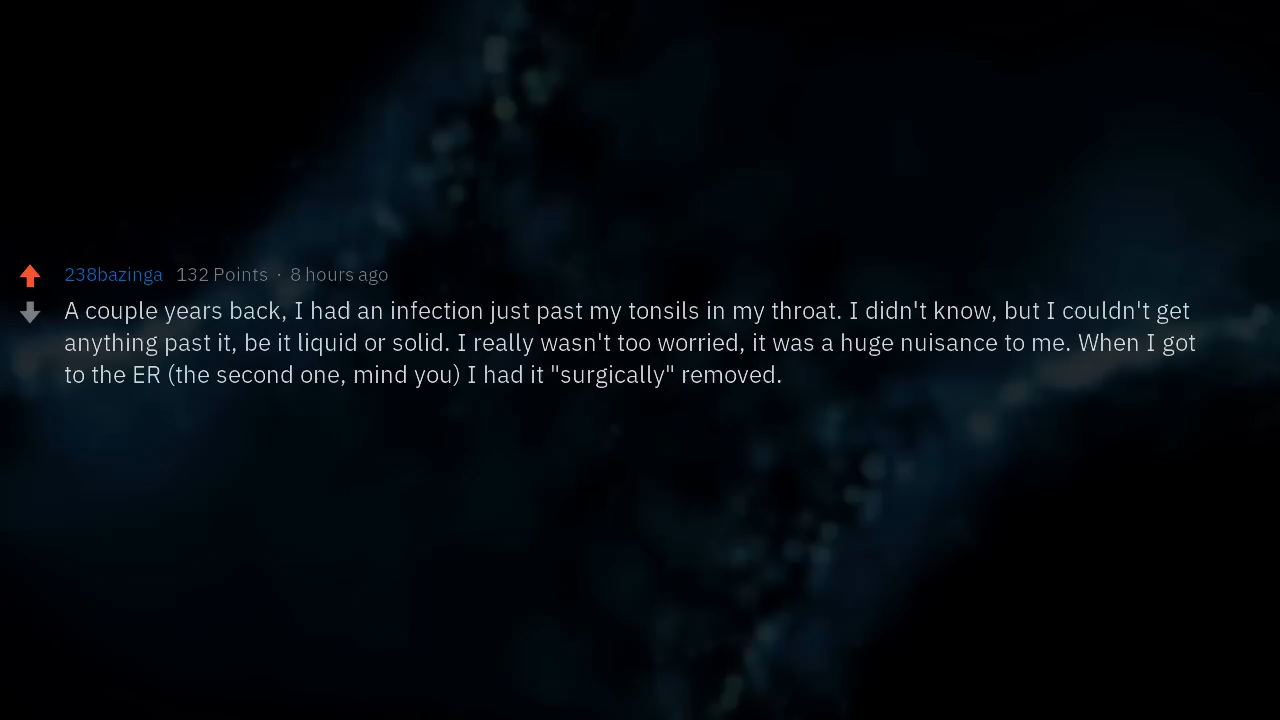 238bazinga 132 Points · 8 hours ago
A couple years back, I had an infection just past my tonsils in my throat. I didn't know, but I couldn't get
anything past it, be it liquid or solid. I really wasn't too worried, it was a huge nuisance to me. When I got
to the ER (the second one, mind you) I had it "surgically" removed.